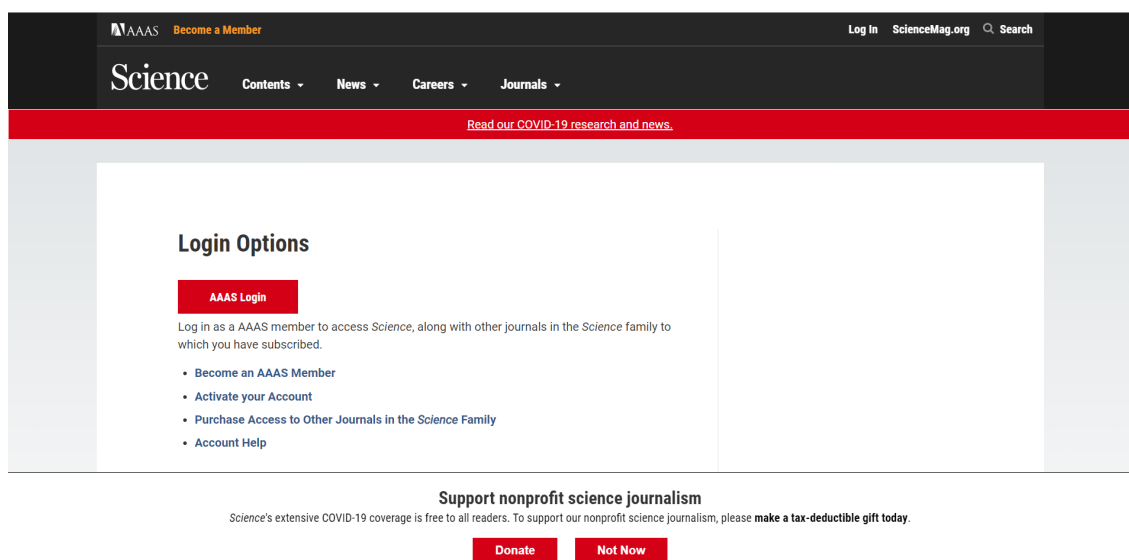 AAAS Become a Member Log In ScienceMag.org Search
Science Contents News Careers Journals
Read our COVID-19 research and news.
Login Options
AAAS Login
Log in as a AAAS member to access Science, along with other journals in the Science family to
which you have subscribed.
• Become an AAAS Member
• Activate your Account
• Purchase Access to Other Journals in the Science Family
• Account Help
Support nonprofit science journalism
Science's extensive COVID-19 coverage is free to all readers. To support our nonprofit science journalism, please make a tax-deductible gift today.
Donate Not Now